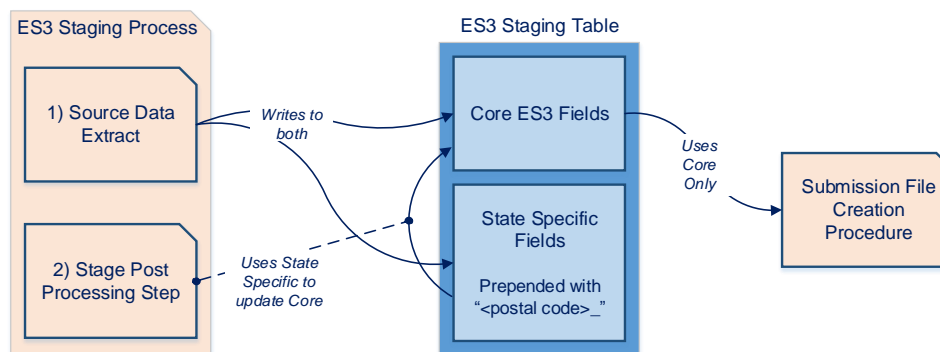 ES3 Staging Process
1) Source Data
Extract
2) Stage Post
Processing Step
Writes to
both
Uses State
Specific to
update Core
ES3 Staging Table
Core ES3 Fields
State Specific
Fields
Prepended with
“<postal code>_”
Uses
Core
Only
Submission File
Creation
Procedure